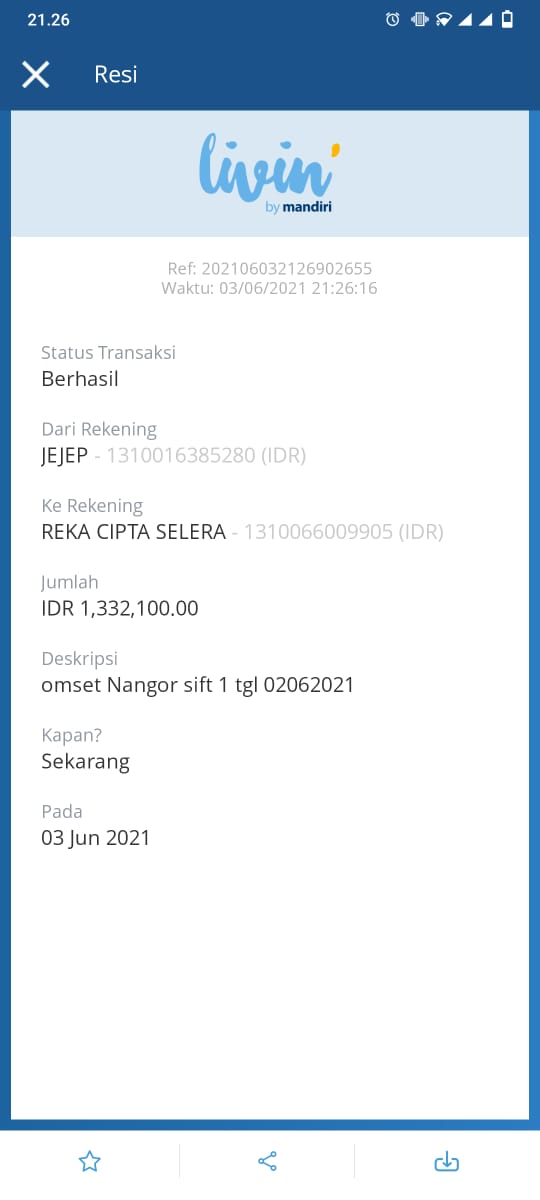 21.26
Resi
livin'
by mandiri
Ref: 202106032126902655
Waktu: 03/06/2021 21:26:16
Status Transaksi
Berhasil
Dari Rekening
JEJEP - 1310016385280 (IDR)
Ke Rekening
REKA CIPTA SELERA - 1310066009905 (IDR)
Jumlah
IDR 1,332,100.00
Deskripsi
omset Nangor sift 1 tgl 02062021
Kapan?
Sekarang
Pada
03 Jun 2021